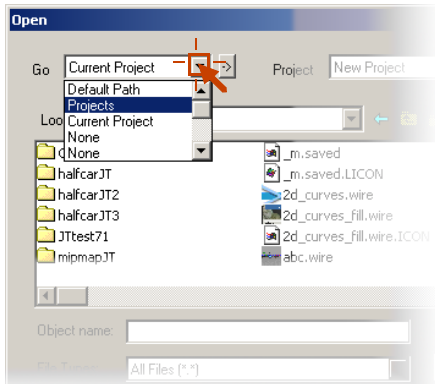 Open
Go Current Project Project New Project
Default Path
Projects
Current Project
None
None
halfcarJT
halfcarJT2
halfcarJT3
JTtest71
mipmapJT
_m.saved
_m.saved.LICON
2d_curves.wire
2d_curves_fill.wire
2d_curves_fill.wire.ICON
abc.wire
Object name:
All Files (*.*)